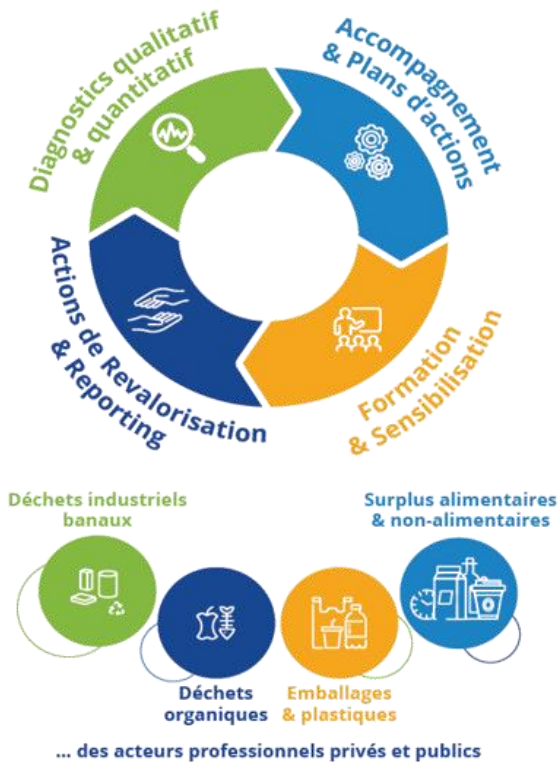 Diagnostics qualitatif
& quantitatif
Accompagnement
& Plans d'actions
Actions de Revalorisation
& Reporting
Formation
& Sensibilisation
Déchets industriels
banaux
Surplus alimentaires
& non-alimentaires
Déchets
organiques
Emballages
& plastiques
... des acteurs professionnels privés et publics